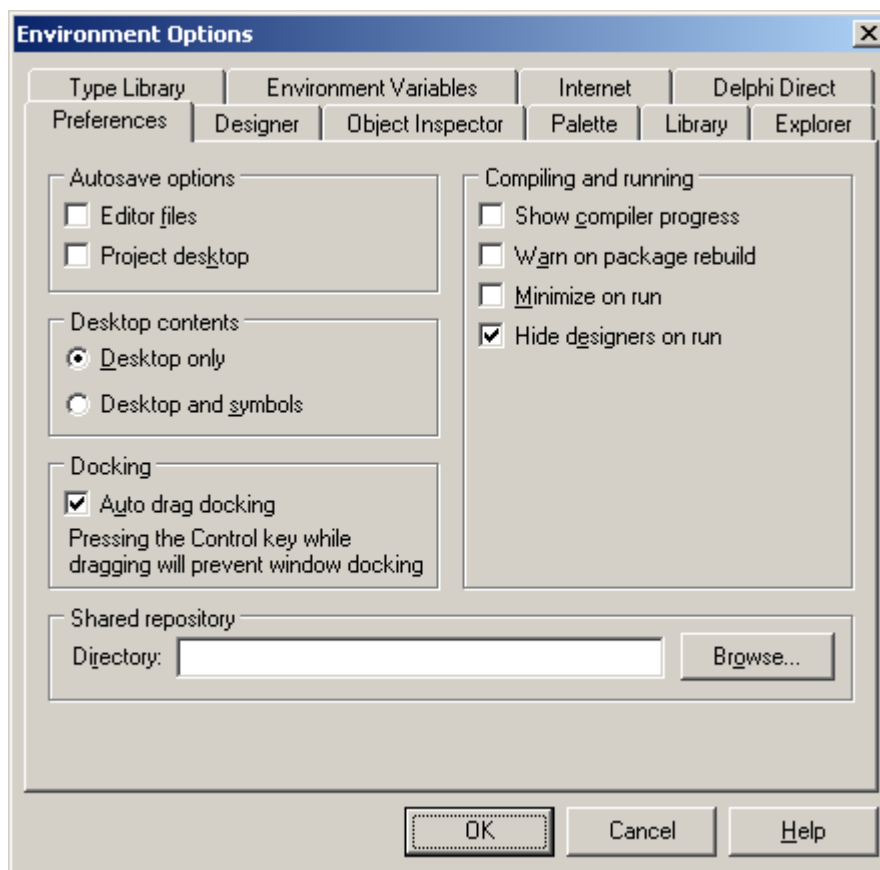 Environment Options
Type Library Environment Variables Internet Delphi Direct
Preferences Designer Object Inspector Palette Library Explorer
Autosave options
Editor files
Project desktop
Desktop contents
Desktop only
Desktop and symbols
Docking
Auto drag docking
Pressing the Control key while
dragging will prevent window docking
Compiling and running
Show compiler progress
Warn on package rebuild
Minimize on run
Hide designers on run
Shared repository
Directory:
Browse...
OK Cancel Help